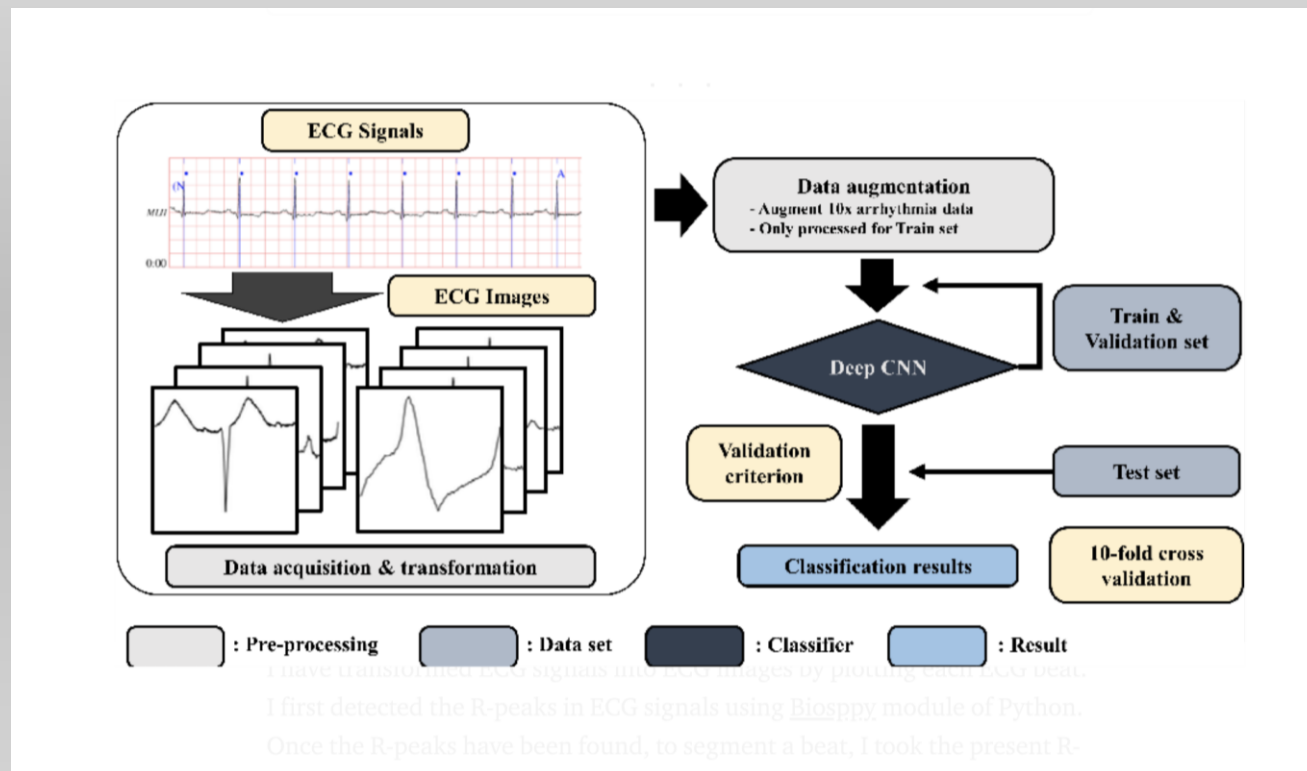 ECG Signals
(N
A
MLII
0:00
ECG Images
Data acquisition & transformation
Data augmentation
- Augment 10x arrhythmia data
- Only processed for Train set
Deep CNN
Train &
Validation set
Validation
criterion
Test set
Classification results
10-fold cross
validation
: Pre-processing
: Data set
: Classifier
: Result
I have transformed ECG signals into ECG images by plotting each ECG beat.
I first detected the R-peaks in ECG signals using Biosppy module of Python.
Once the R-peaks have been found, to segment a beat, I took the present R-